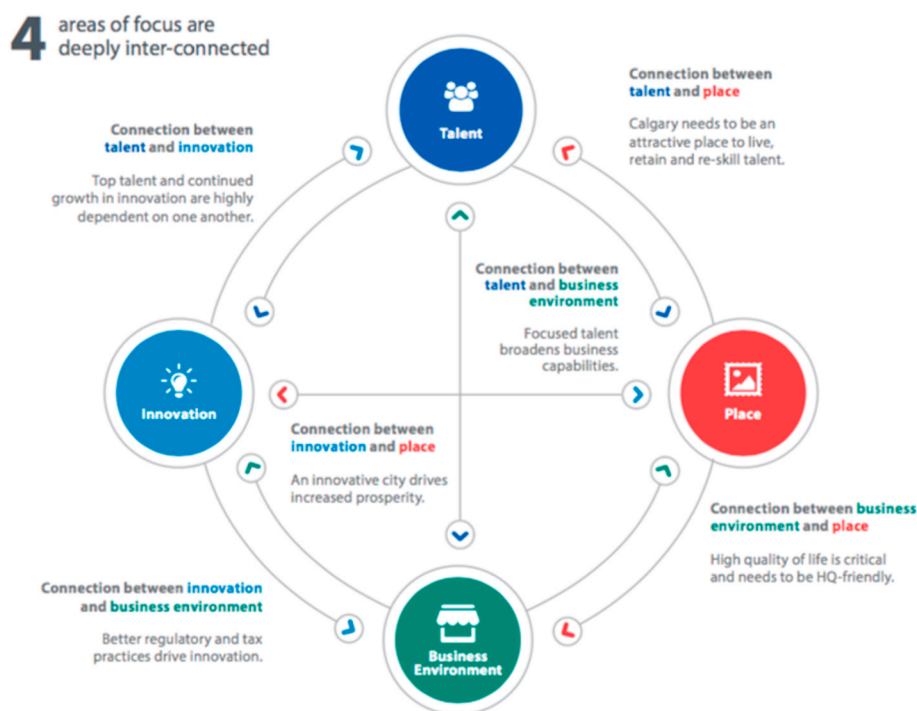 4 areas of focus are
deeply inter-connected
Talent
Connection between
talent and place
Calgary needs to be an
attractive place to live,
retain and re-skill talent.
Connection between
talent and innovation
Top talent and continued
growth in innovation are highly
dependent on one another.
Connection between
talent and business
environment
Focused talent
broadens business
capabilities.
Innovation
Place
Connection between
innovation and place
An innovative city drives
increased prosperity.
Connection between business
environment and place
High quality of life is critical
and needs to be HQ-friendly.
Connection between innovation
and business environment
Better regulatory and tax
practices drive innovation.
Business
Environment